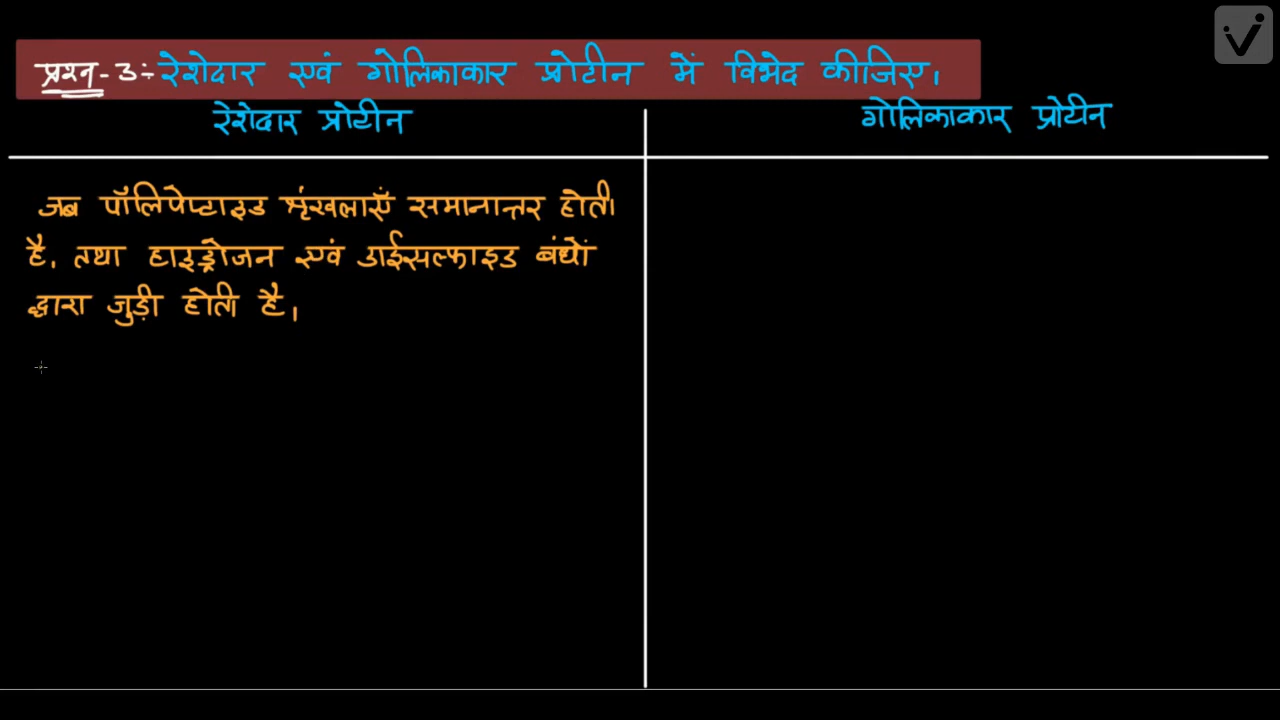 प्रश्न-3:- रेशेदार एवं गोलिकाकार प्रोटीन में विभेद कीजिए।
रेशेदार प्रोटीन
गोलिकाकार प्रोटीन
जब पॉलिपेप्टाइड शृंखलाएँ समानान्तर होती
है, तथा हाइड्रोजन एवं डाईसल्फाइड बंधों
द्वारा जुड़ी होती है।